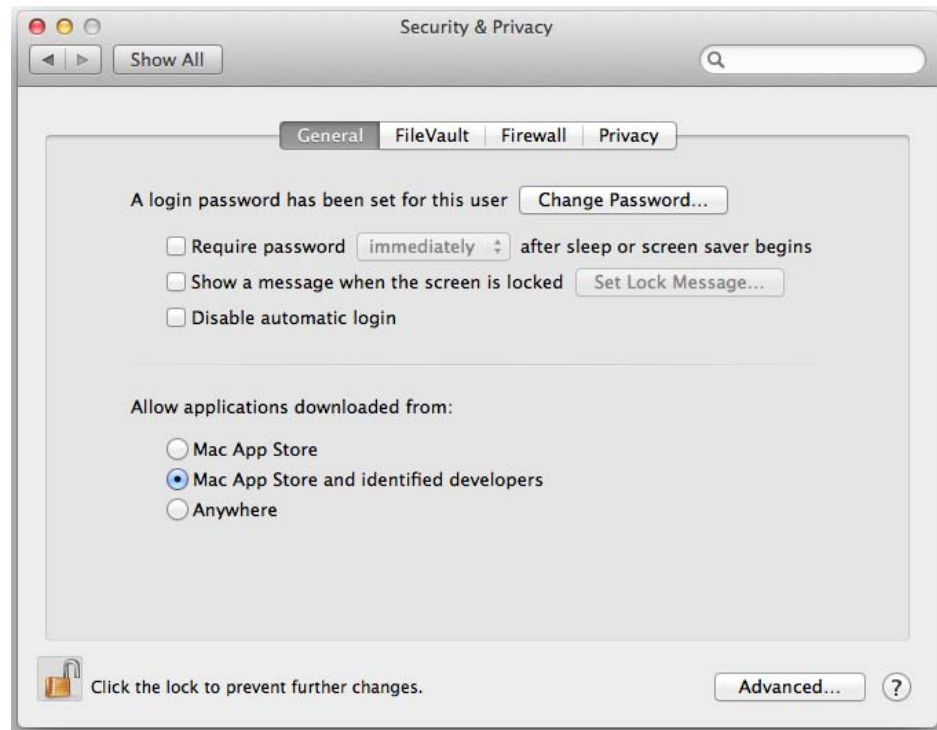 Security & Privacy
Show All
General FileVault Firewall Privacy
A login password has been set for this user Change Password...
Require password immediately after sleep or screen saver begins
Show a message when the screen is locked Set Lock Message...
Disable automatic login
Allow applications downloaded from:
Mac App Store
Mac App Store and identified developers
Anywhere
Click the lock to prevent further changes. Advanced... ?